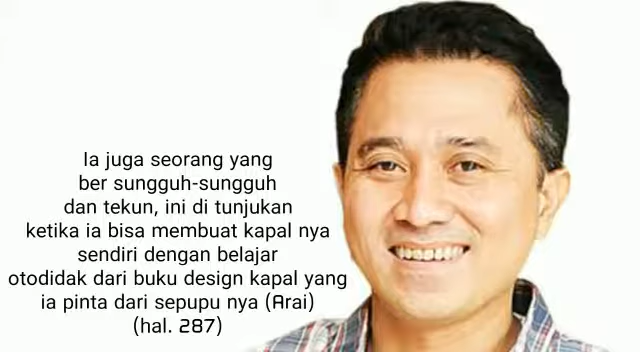 Ia juga seorang yang
ber sungguh-sungguh
dan tekun, ini di tunjukan
ketika ia bisa membuat kapal nya
sendiri dengan belajar
otodidak dari buku design kapal yang
ia pinta dari sepupu nya (Arai)
(hal. 287)